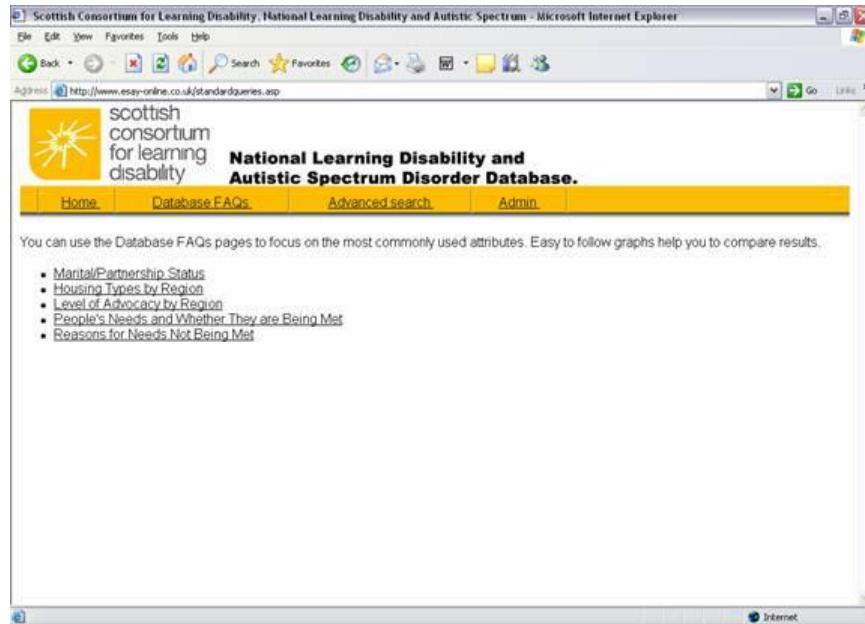 Scottish Consortium for Learning Disability, National Learning Disability and Autistic Spectrum - Microsoft Internet Explorer
File Edit View Favorites Tools Help
Back Search Favorites
Address http://www.esay-online.co.uk/standardqueries.asp Go Links
scottish
consortium
for learning
disability
National Learning Disability and
Autistic Spectrum Disorder Database.
Home Database FAQs Advanced search Admin
You can use the Database FAQs pages to focus on the most commonly used attributes. Easy to follow graphs help you to compare results.
Marital/Partnership Status
Housing Types by Region
Level of Advocacy by Region
People's Needs and Whether They are Being Met
Reasons for Needs Not Being Met
Internet